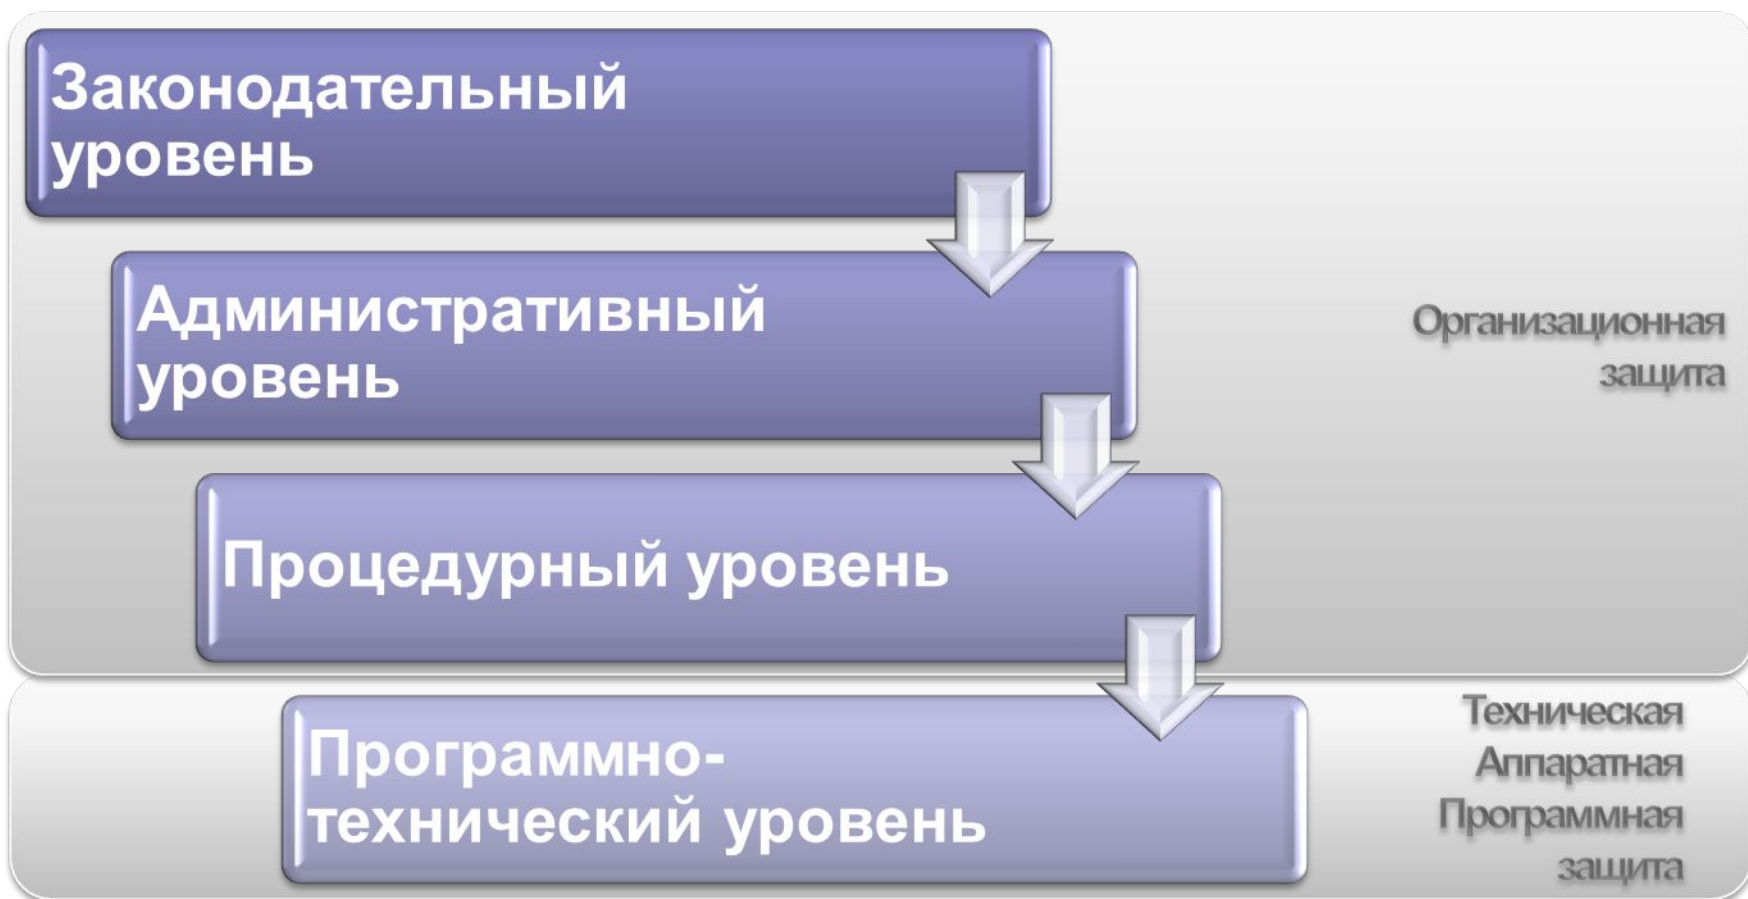 Законодательный
уровень
Административный
уровень
Организационная
защита
Процедурный уровень
Программно-
технический уровень
Техническая
Аппаратная
Программная
защита